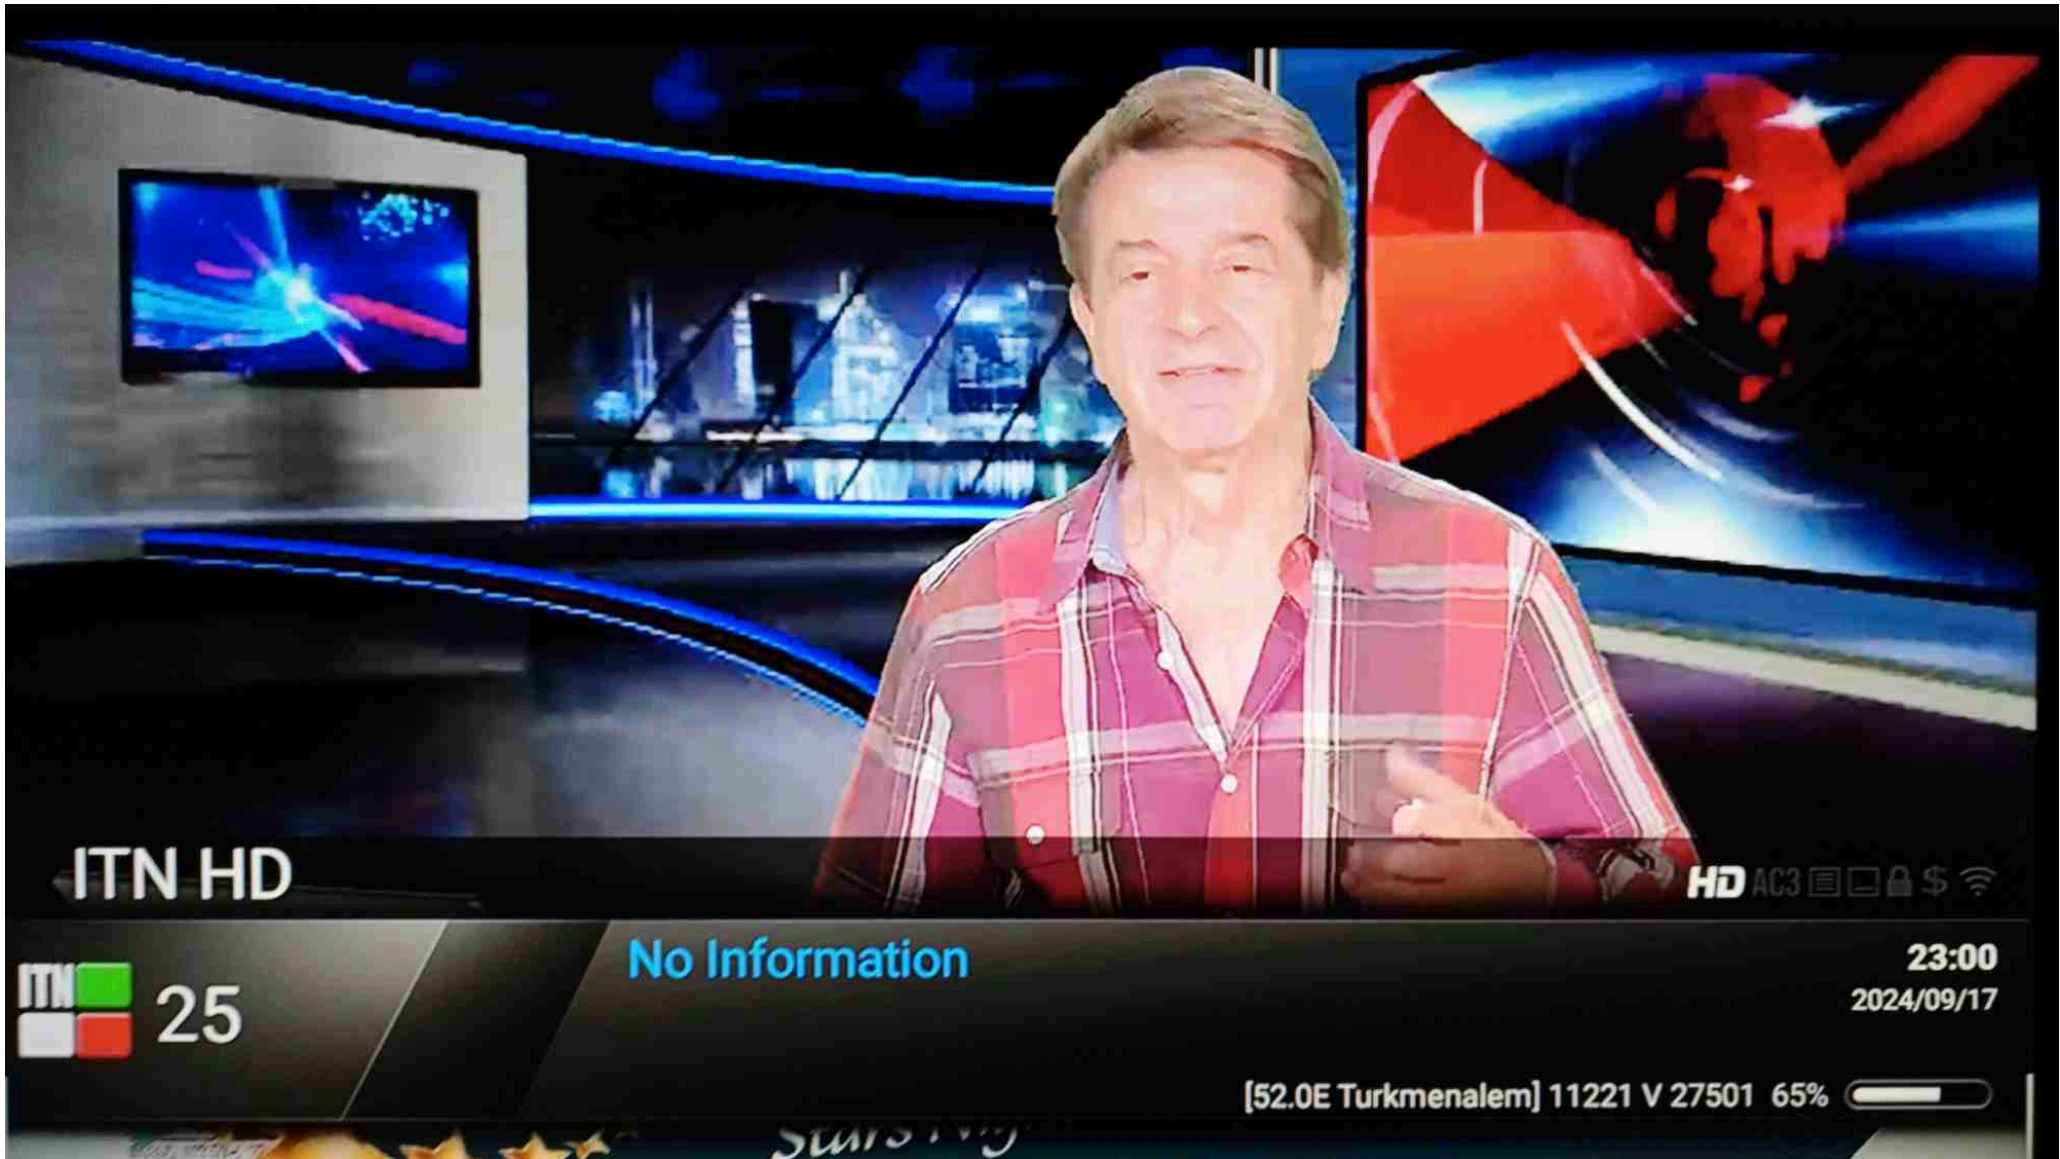 ITN HD
HD AC3 $
ITN
25
No Information
23:00
2024/09/17
[52.0E Turkmenalem] 11221 V 27501 65%
Stars